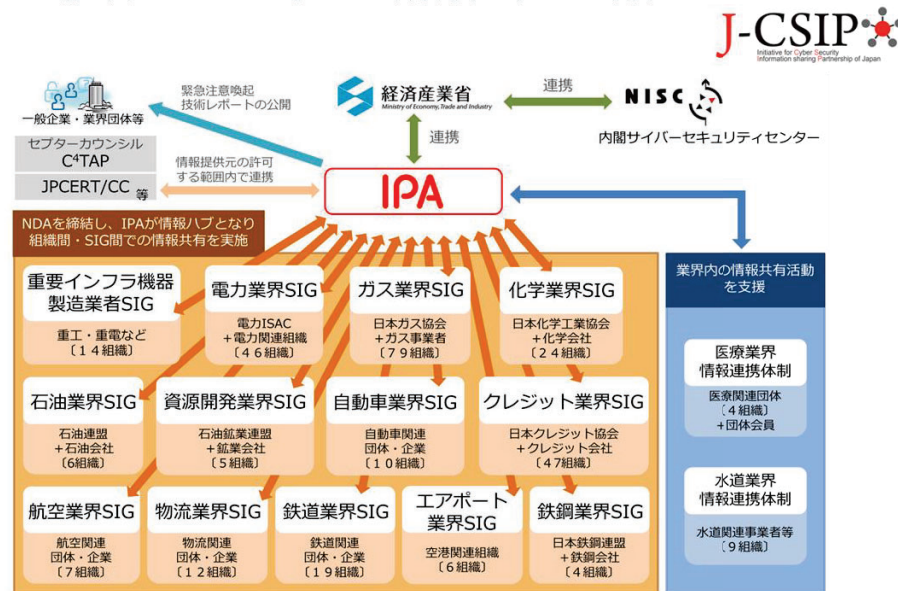 J-CSIP
Initiative for Cyber Security
Information sharing Partnership of Japan
緊急注意喚起
技術レポートの公開
経済産業省
Ministry of Economy, Trade and Industry
連携
NISC
内閣サイバーセキュリティセンター
一般企業・業界団体等
連携
セプターカウンシル
C⁴TAP
JPCERT/CC 等
情報提供元の許可
する範囲内で連携
IPA
NDAを締結し、IPAが情報ハブとなり
組織間・SIG間での情報共有を実施
重要インフラ機器
製造業者SIG
重工・重電など
〔14組織〕
電力業界SIG
電力ISAC
+電力関連組織
〔46組織〕
ガス業界SIG
日本ガス協会
+ガス事業者
〔79組織〕
化学業界SIG
日本化学工業協会
+化学会社
〔24組織〕
石油業界SIG
石油連盟
+石油会社
〔6組織〕
資源開発業界SIG
石油鉱業連盟
+鉱業会社
〔5組織〕
自動車業界SIG
自動車関連
団体・企業
〔10組織〕
クレジット業界SIG
日本クレジット協会
+クレジット会社
〔47組織〕
航空業界SIG
航空関連
団体・企業
〔7組織〕
物流業界SIG
物流関連
団体・企業
〔12組織〕
鉄道業界SIG
鉄道関連
団体・企業
〔19組織〕
エアポート
業界SIG
空港関連組織
〔6組織〕
鉄鋼業界SIG
日本鉄鋼連盟
+鉄鋼会社
〔4組織〕
業界内の情報共有活動
を支援
医療業界
情報連携体制
医療関連団体
〔4組織〕
+団体会員
水道業界
情報連携体制
水道関連事業者等
〔9組織〕